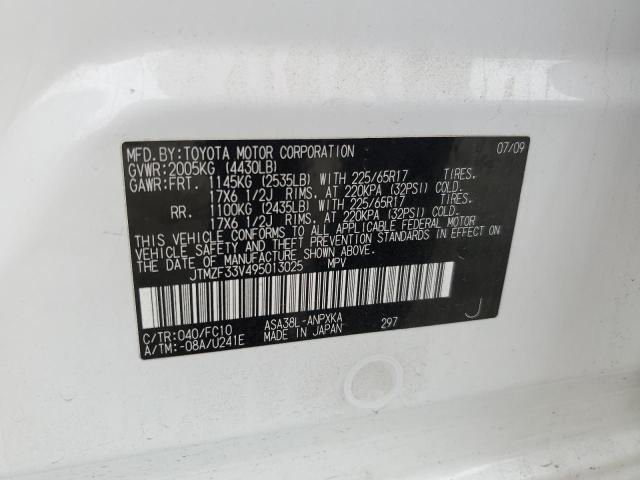 MFD. BY: TOYOTA MOTOR CORPORATION 07/09
GVWR: 2005KG (4430LB)
GAWR: FRT. 1145KG (2535LB) WITH 225/65R17 TIRES.
17X6 1/2J RIMS. AT 220KPA (32PSI) COLD.
RR. 1100KG (2435LB) WITH 225/65R17 TIRES.
17X6 1/2J RIMS. AT 220KPA (32PSI) COLD.
THIS VEHICLE CONFORMS TO ALL APPLICABLE FEDERAL MOTOR
VEHICLE SAFETY AND THEFT PREVENTION STANDARDS IN EFFECT
ON THE DATE OF MANUFACTURE SHOWN ABOVE.
JTMZF33V495013025 MPV
C/TR: 040/FC10 ASA38L-ANPXKA 297 J
A/TM: -08A/U241E MADE IN JAPAN